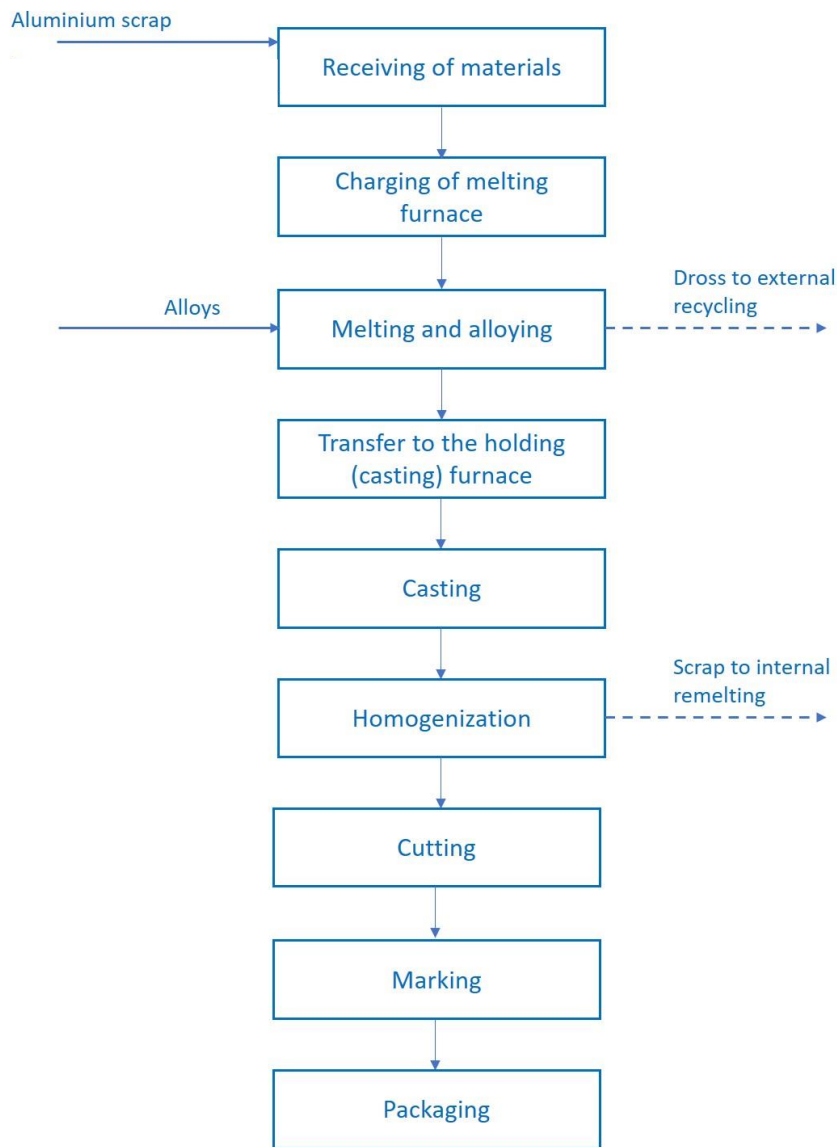 Aluminium scrap
Receiving of materials
Charging of melting
furnace
Alloys
Melting and alloying
Dross to external
recycling
Transfer to the holding
(casting) furnace
Casting
Homogenization
Scrap to internal
remelting
Cutting
Marking
Packaging